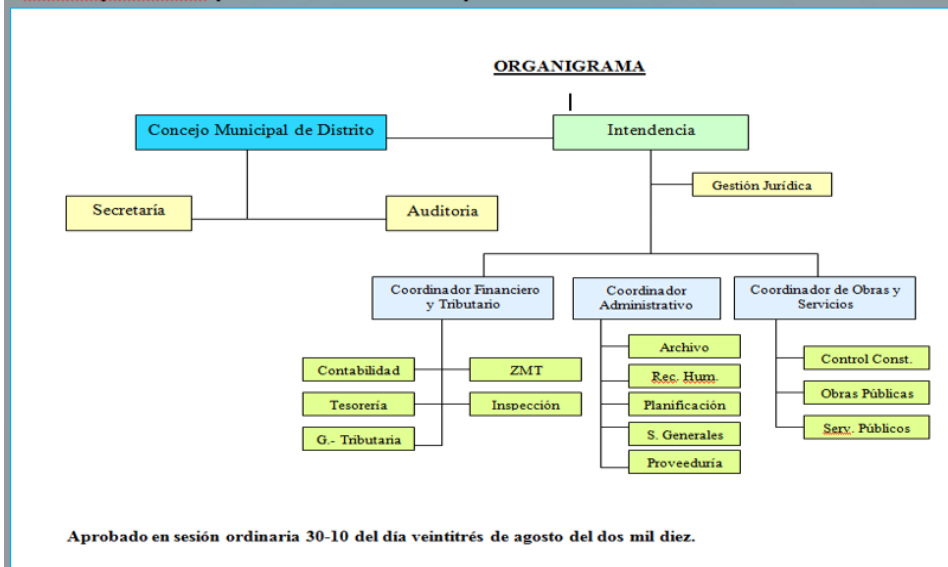 ORGANIGRAMA
Concejo Municipal de Distrito
Intendencia
Gestión Jurídica
Secretaría
Auditoria
Coordinador Financiero
y Tributario
Coordinador
Administrativo
Coordinador de Obras y
Servicios
Contabilidad
ZMT
Tesorería
Inspección
G.- Tributaria
Archivo
Rec. Hum.
Planificación
S. Generales
Proveeduría
Control Const.
Obras Públicas
Serv. Públicos
Aprobado en sesión ordinaria 30-10 del día veintitrés de agosto del dos mil diez.